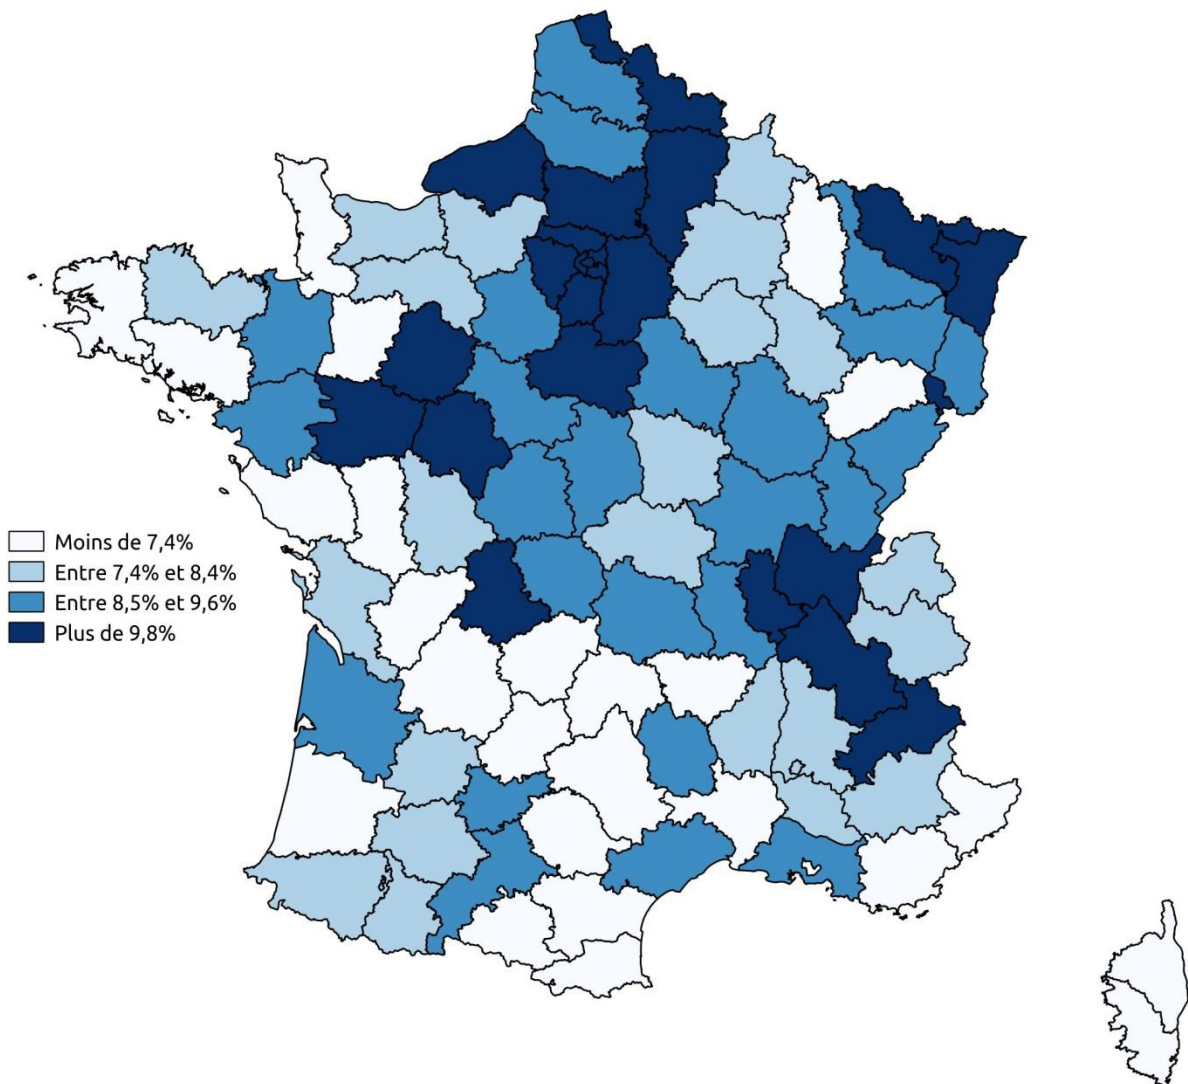 Moins de 7,4%
Entre 7,4% et 8,4%
Entre 8,5% et 9,6%
Plus de 9,8%